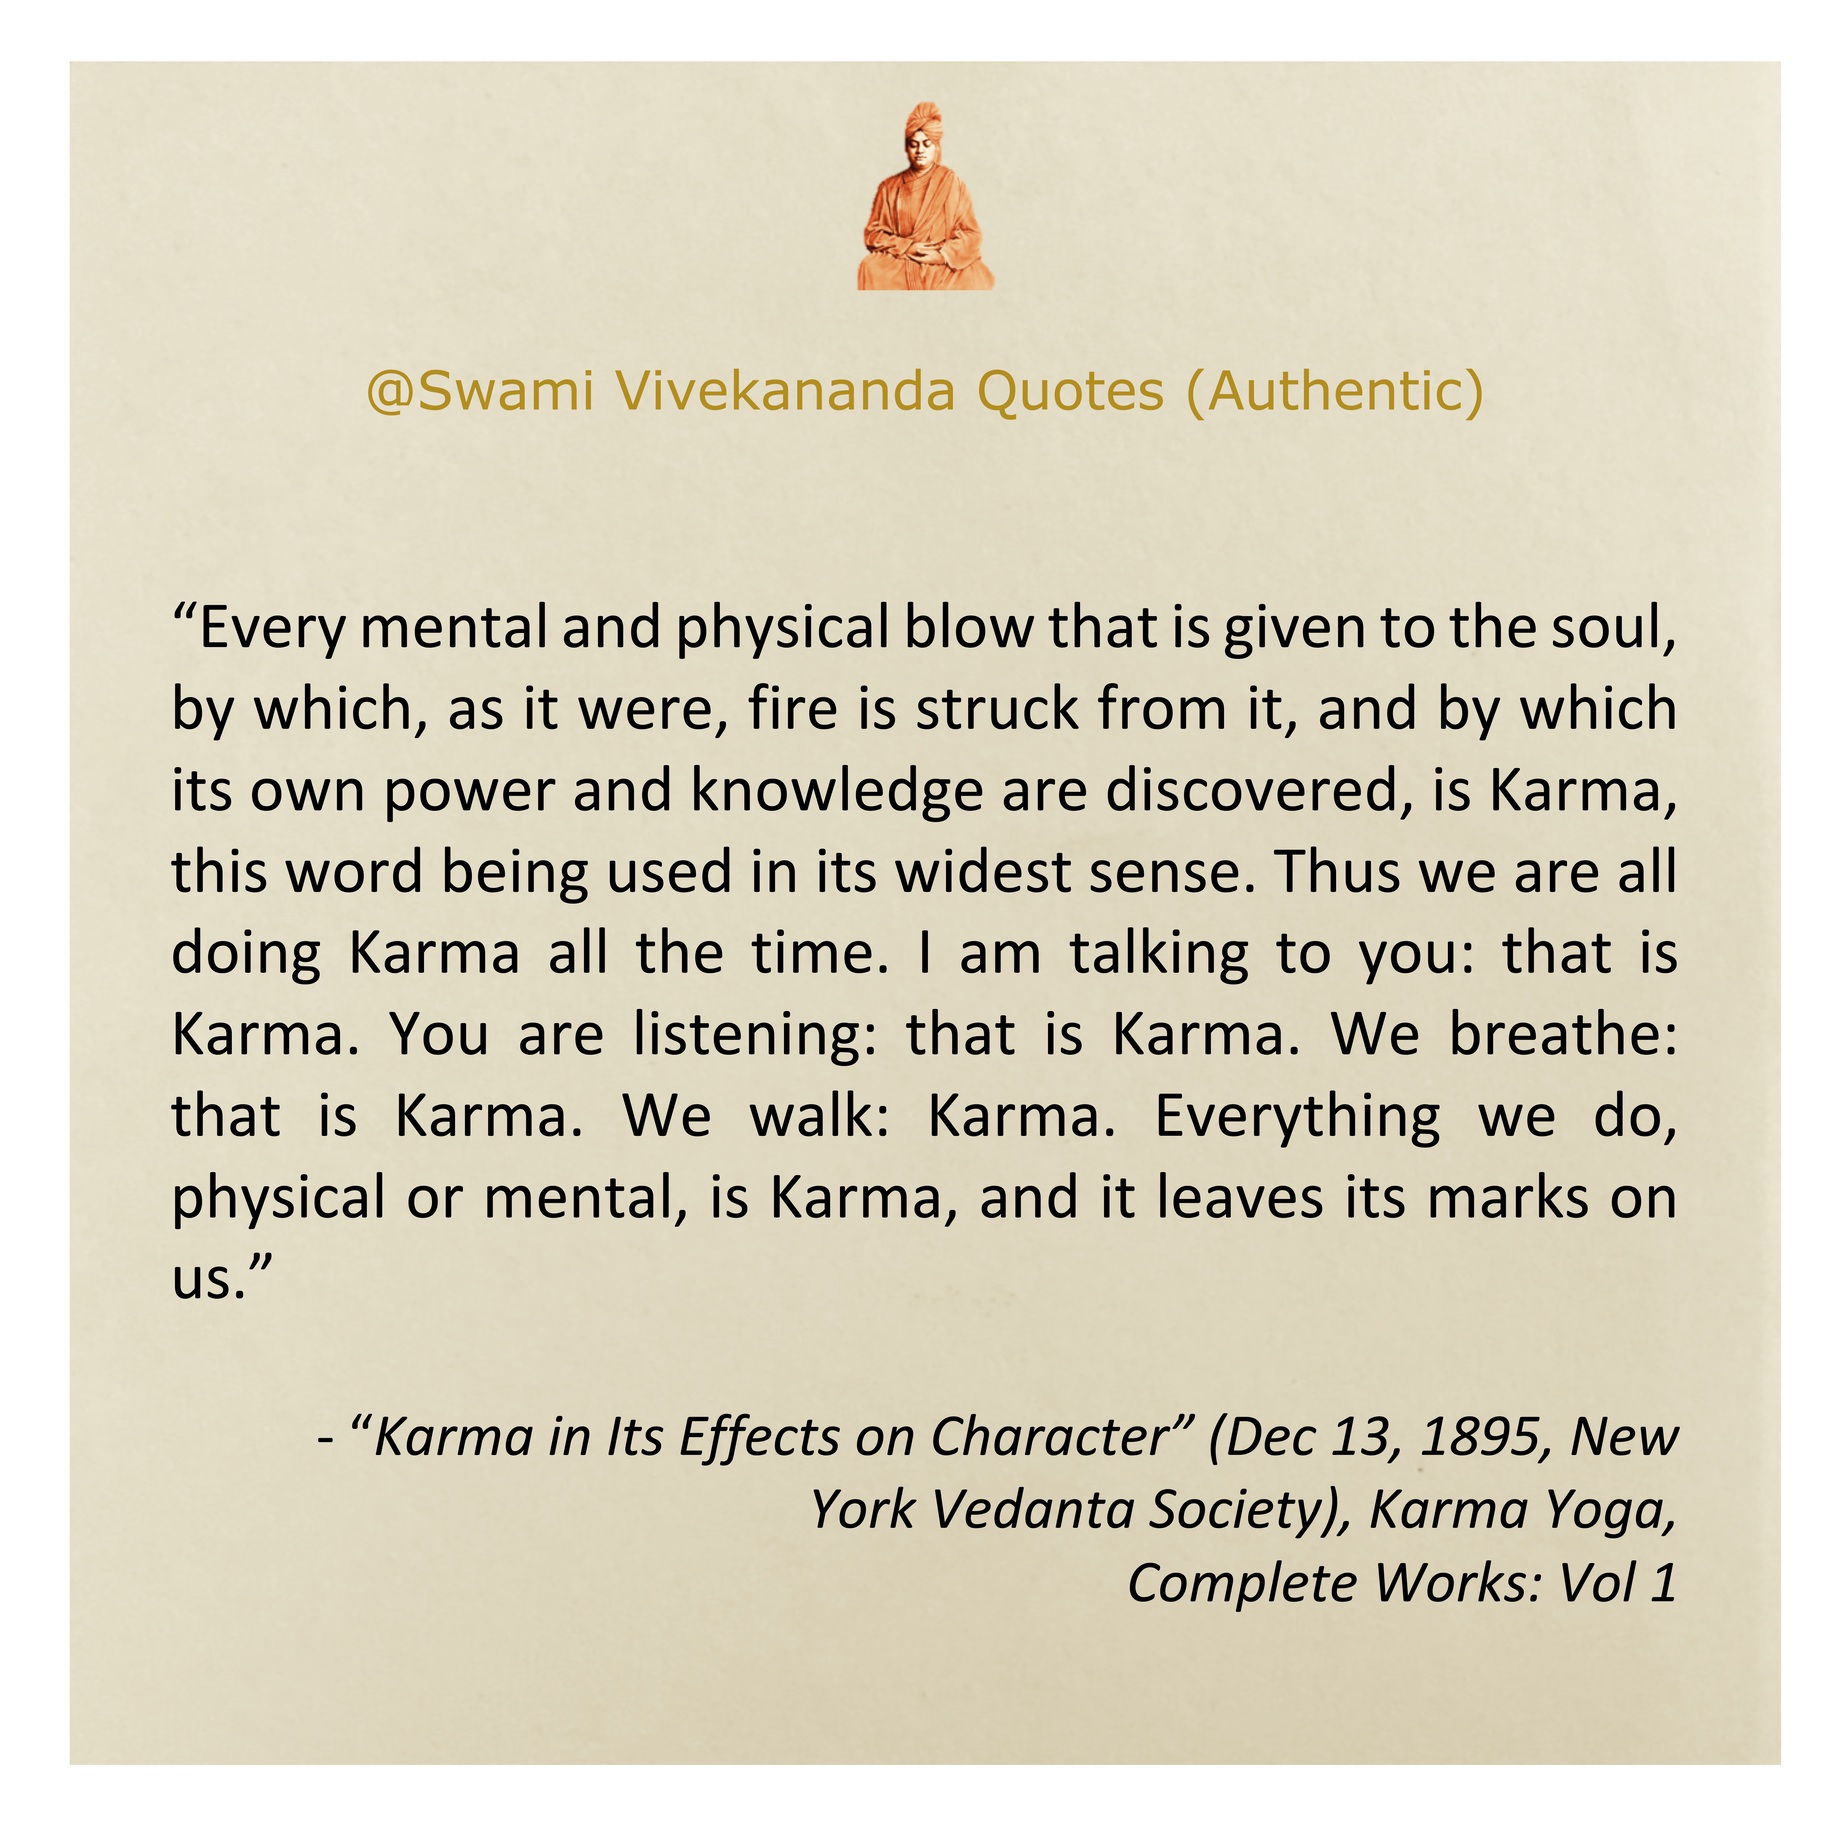 @Swami Vivekananda Quotes (Authentic)
“Every mental and physical blow that is given to the soul,
by which, as it were, fire is struck from it, and by which
its own power and knowledge are discovered, is Karma,
this word being used in its widest sense. Thus we are all
doing Karma all the time. I am talking to you: that is
Karma. You are listening: that is Karma. We breathe:
that is Karma. We walk: Karma. Everything we do,
physical or mental, is Karma, and it leaves its marks on
us.”
- “Karma in Its Effects on Character” (Dec 13, 1895, New
York Vedanta Society), Karma Yoga,
Complete Works: Vol 1